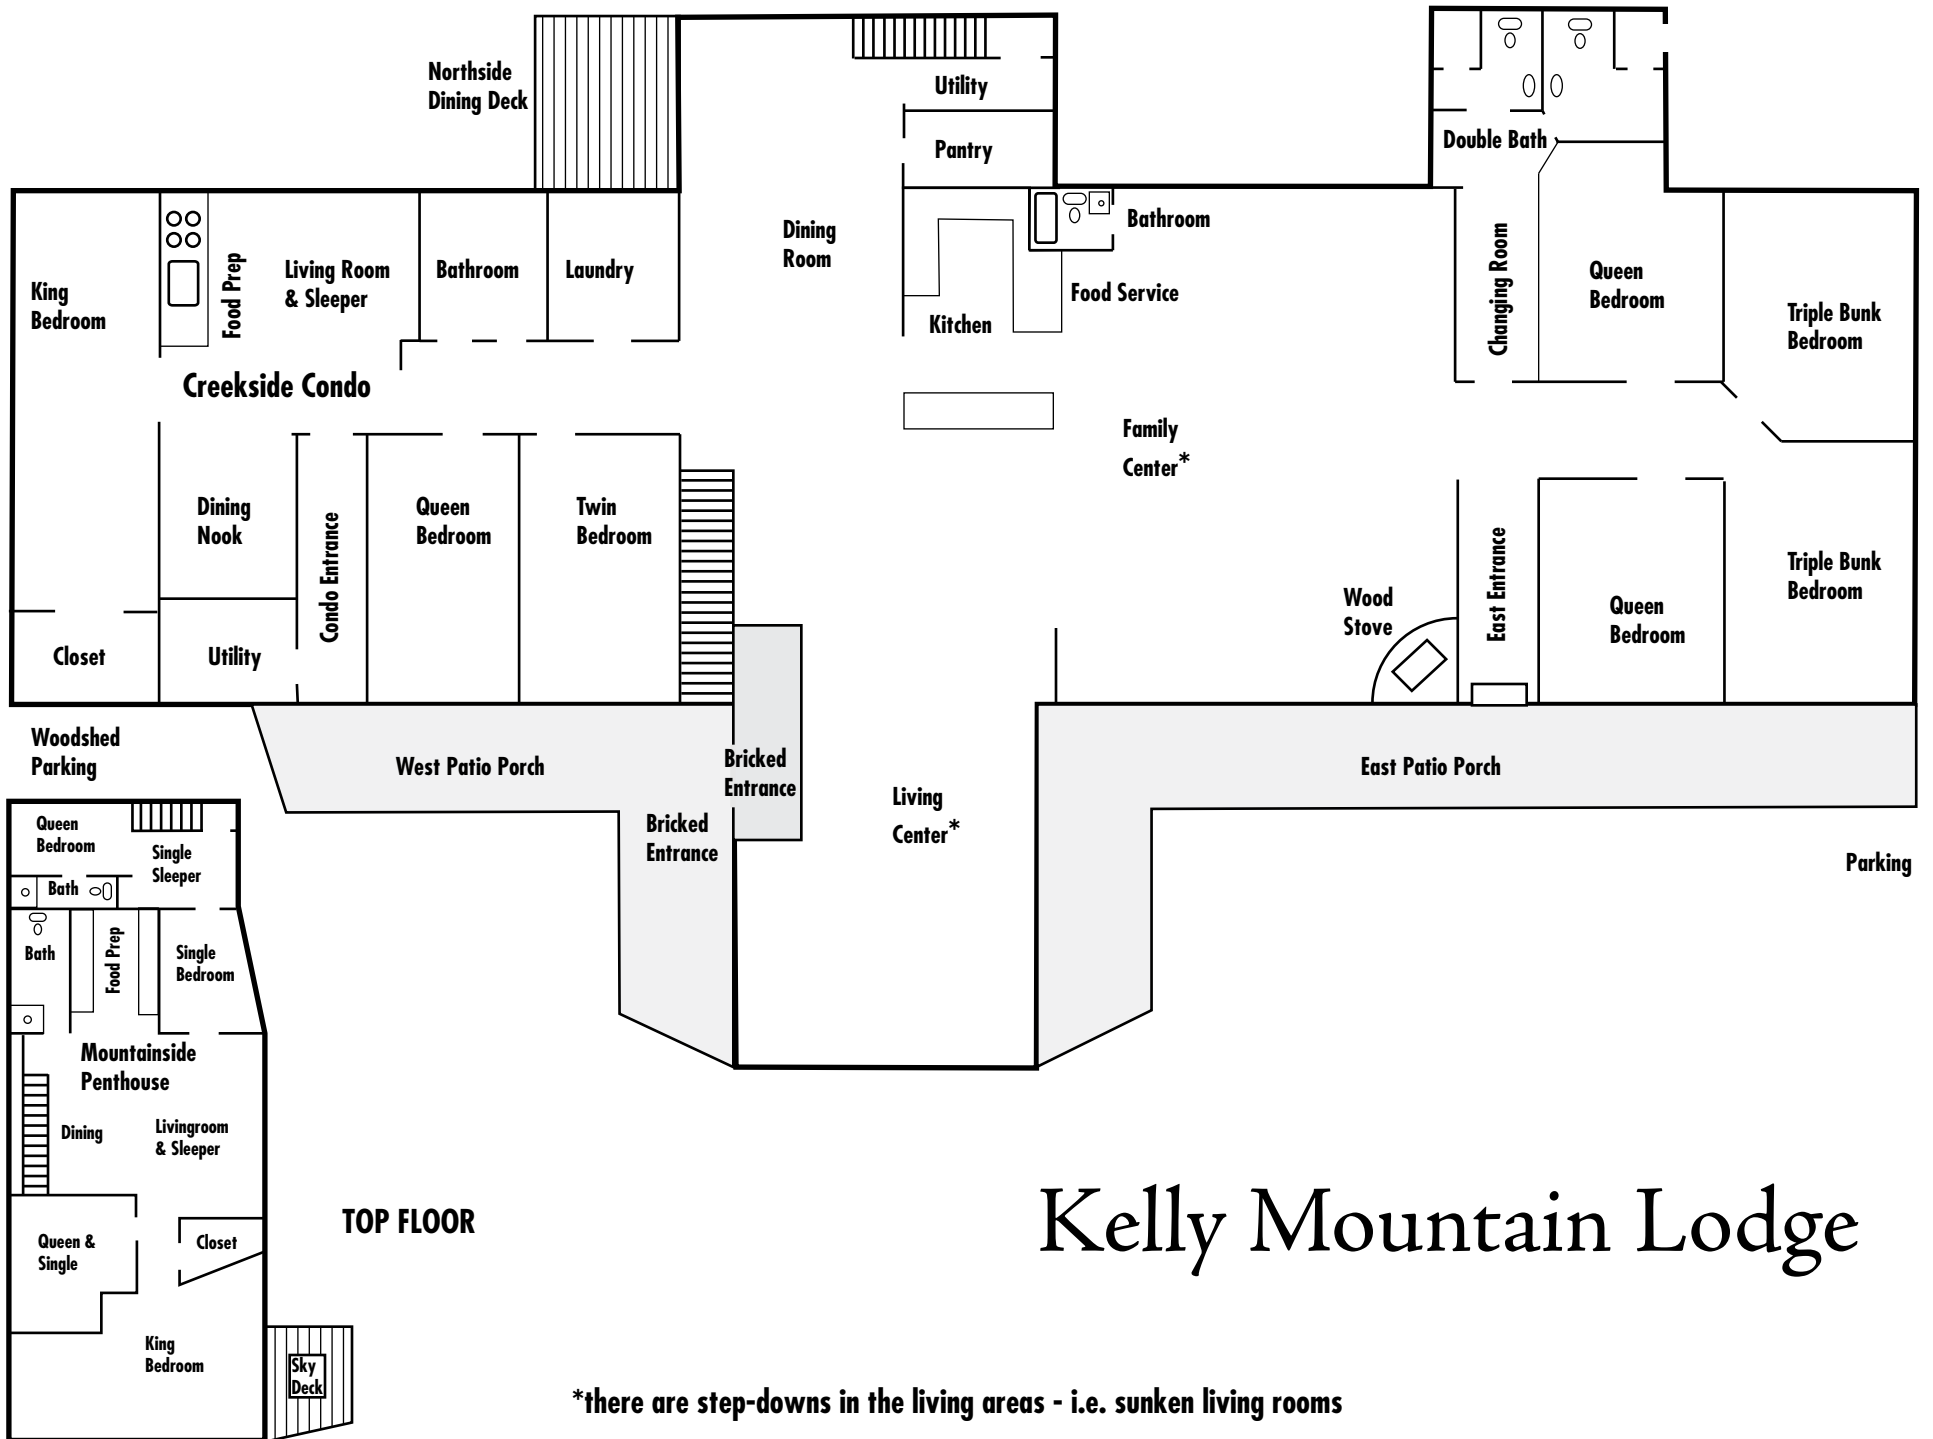 Northside
Dining Deck
Utility
Pantry
Double Bath
King
Bedroom
Food Prep
Living Room
& Sleeper
Bathroom
Laundry
Dining
Room
Bathroom
Food Service
Kitchen
Changing Room
Queen
Bedroom
Triple Bunk
Bedroom
Creekside Condo
Family
Center*
Dining
Nook
Condo Entrance
Queen
Bedroom
Twin
Bedroom
Wood
Stove
East Entrance
Queen
Bedroom
Triple Bunk
Bedroom
Closet
Utility
Woodshed
Parking
West Patio Porch
Bricked
Entrance
Bricked
Entrance
Living
Center*
East Patio Porch
Parking
Queen
Bedroom
Single
Sleeper
Bath
Bath
Food Prep
Single
Bedroom
Mountainside
Penthouse
Dining
Livingroom
& Sleeper
Queen &
Single
Closet
King
Bedroom
Sky
Deck
TOP FLOOR
Kelly Mountain Lodge
*there are step-downs in the living areas - i.e. sunken living rooms